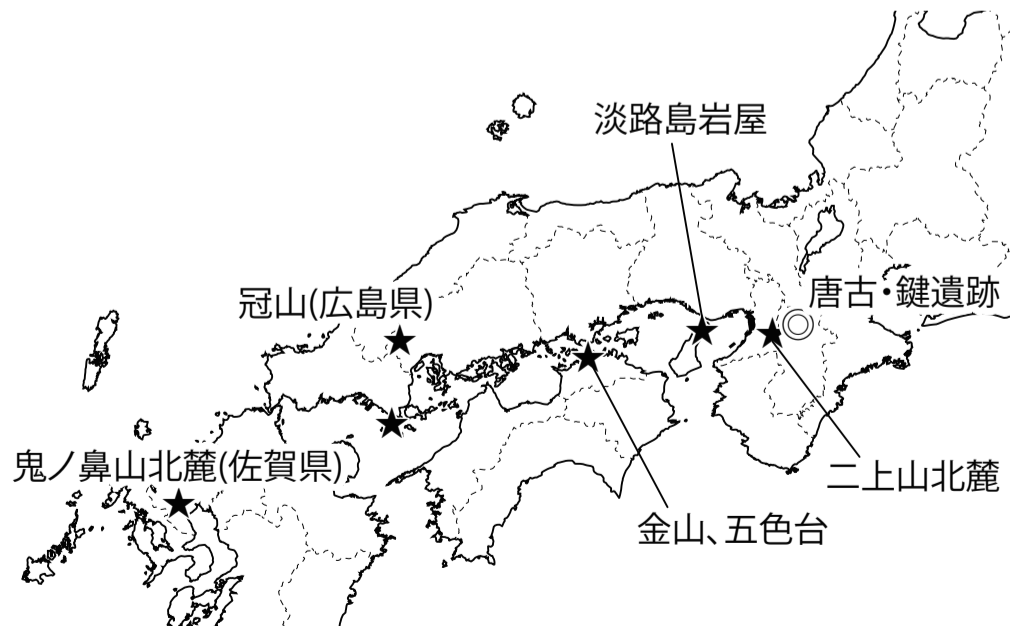 淡路島岩屋
唐古・鍵遺跡
冠山(広島県)
鬼ノ鼻山北麓(佐賀県)
二上山北麓
金山、五色台